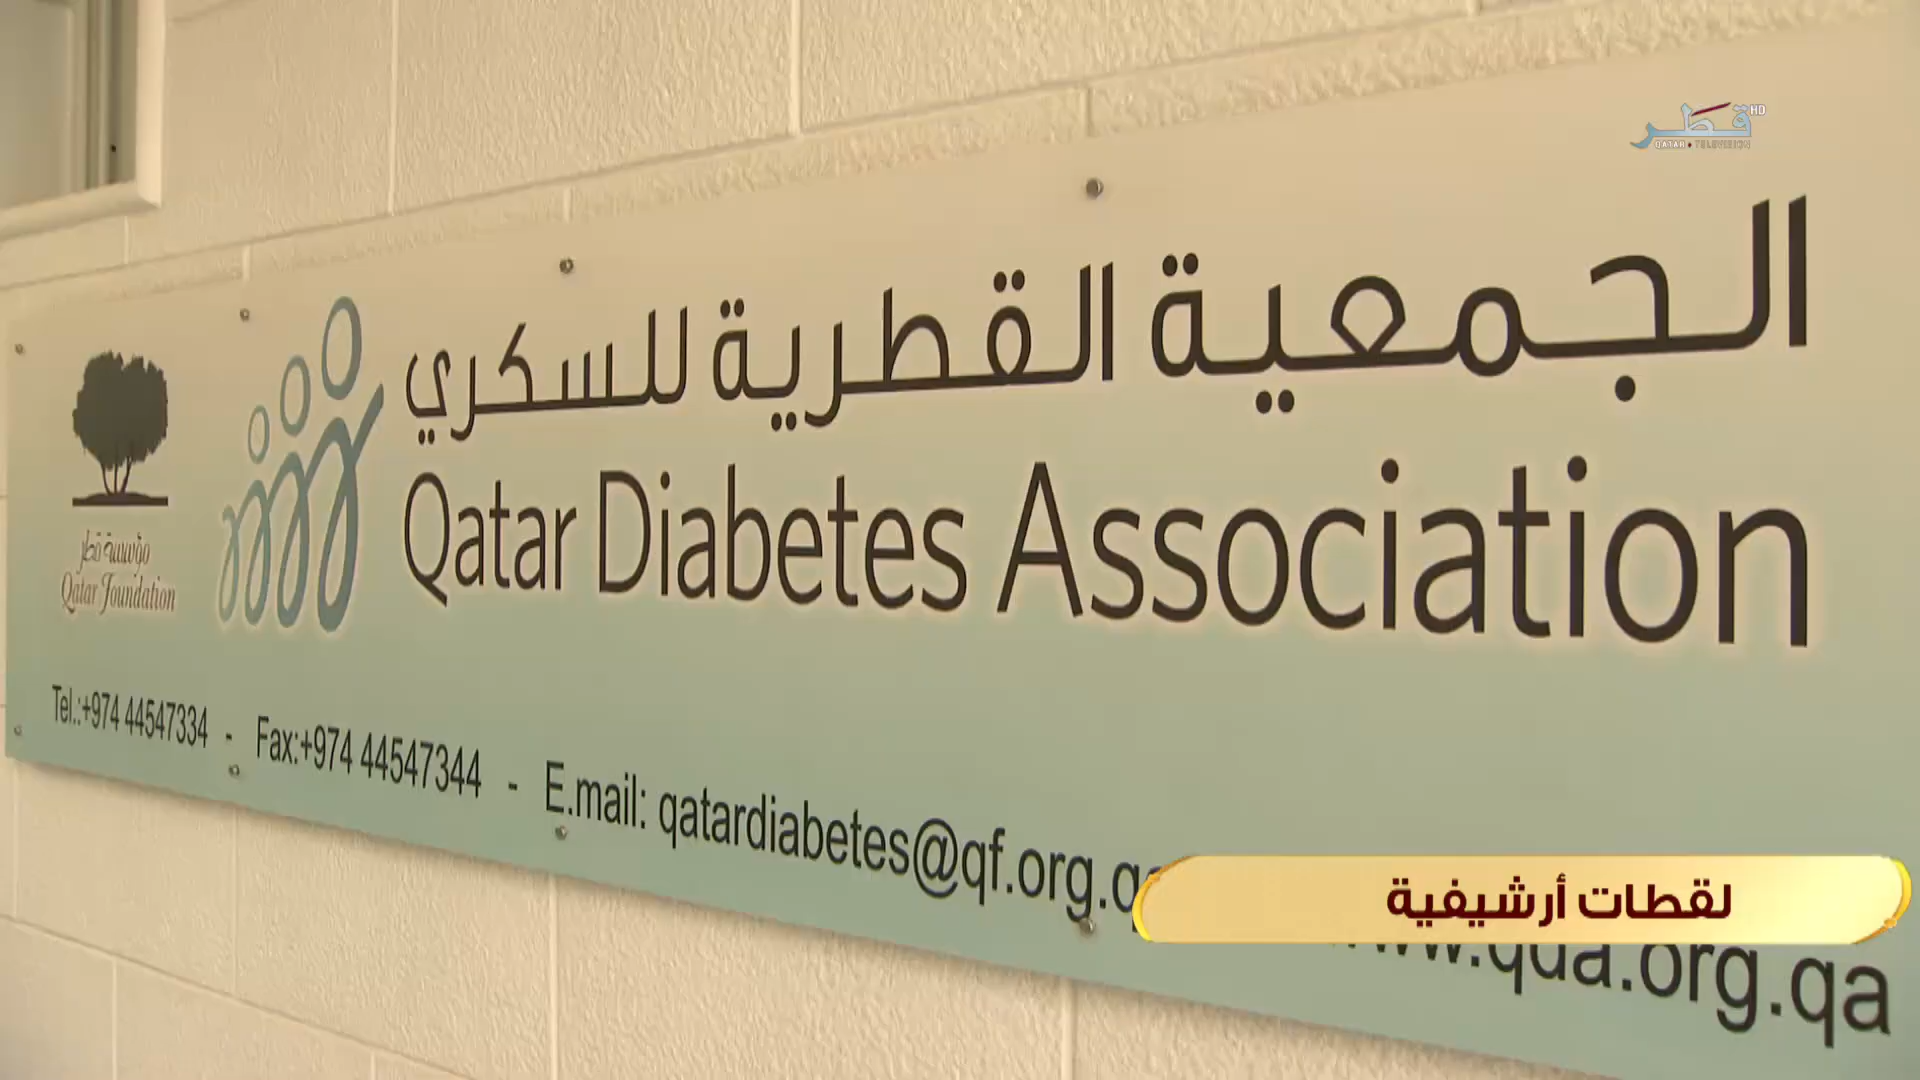 قطر HD
QATAR TELEVISION
الجمعية القطرية للسكري
Qatar Diabetes Association
مؤسسة قطر
Qatar Foundation
Tel.:+974 44547334 - Fax:+974 44547344 - E.mail: qatardiabetes@qf.org.qa
لقطات أرشيفية
www.qda.org.qa